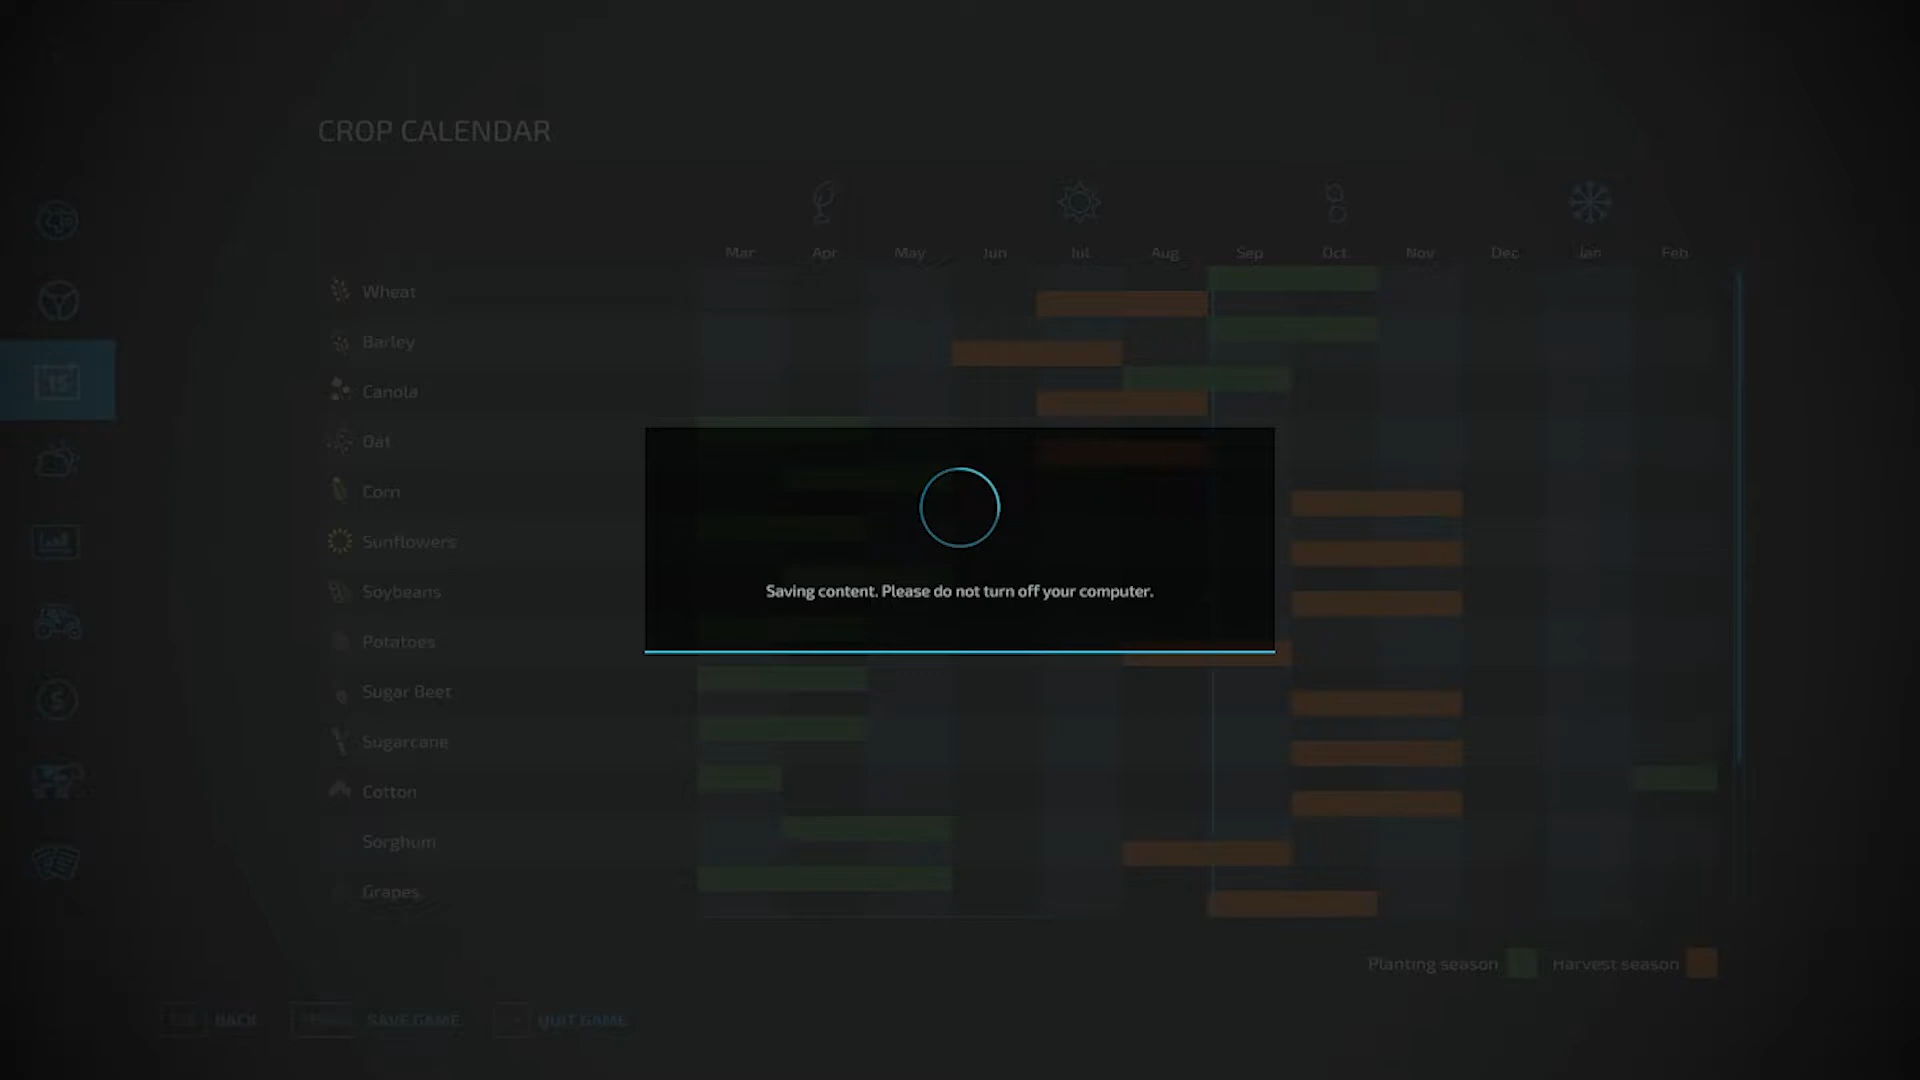 CROP CALENDAR
Mar Apr May Jun Jul Aug Sep Oct Nov Dec Jan Feb
Wheat
Barley
Canola
Oat
Corn
Sunflowers
Soybeans
Potatoes
Sugar Beet
Sugarcane
Cotton
Sorghum
Grapes
15
Saving content. Please do not turn off your computer.
Planting season Harvest season
BACK SAVE GAME QUIT GAME